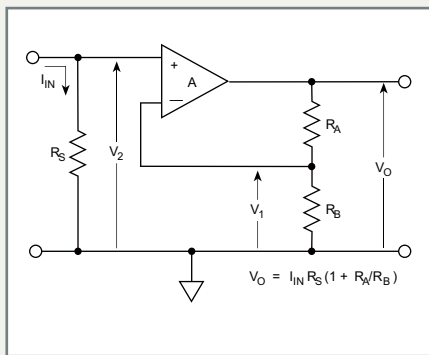 +
A
—
I_IN
R_S
V_2
R_A
V_O
V_1
R_B
V_O = I_IN R_S (1 + R_A/R_B)